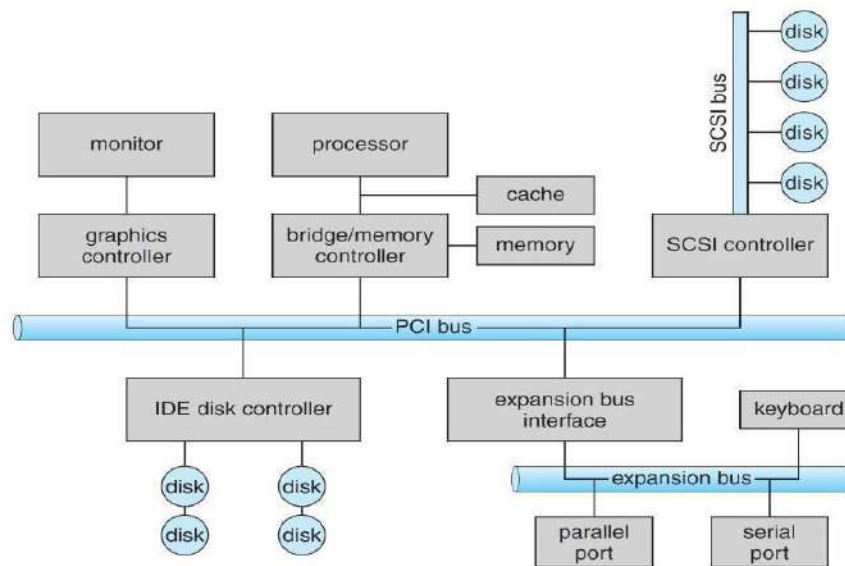 disk
disk
disk
disk
SCSI bus
monitor
processor
cache
graphics
controller
bridge/memory
controller
memory
SCSI controller
PCI bus
IDE disk controller
expansion bus
interface
keyboard
disk
disk
disk
disk
expansion bus
parallel
port
serial
port